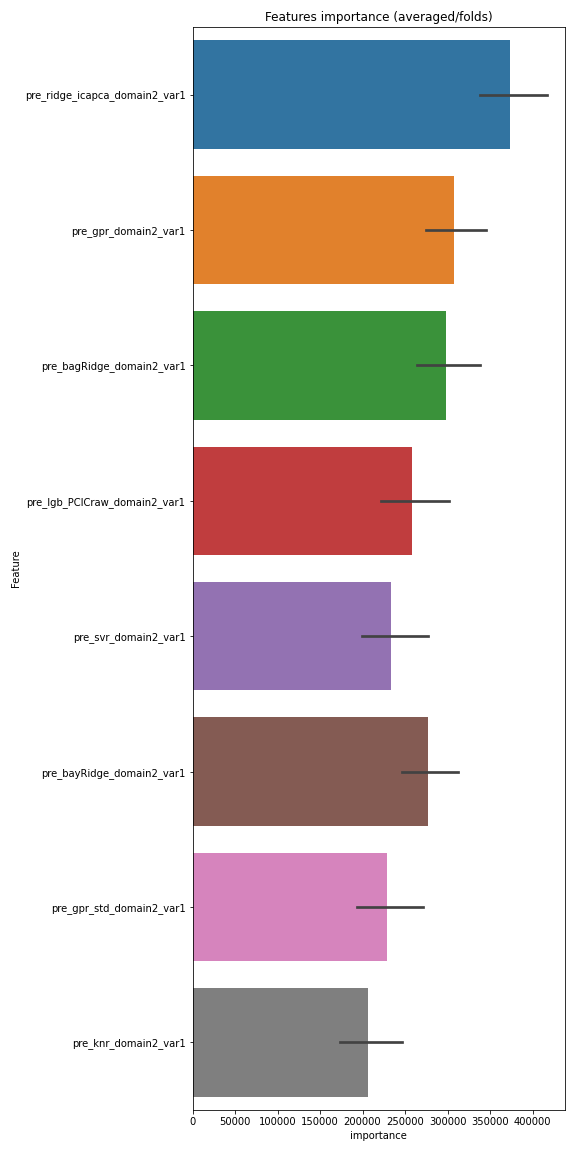 Features importance (averaged/folds)
pre_ridge_icapca_domain2_var1
pre_gpr_domain2_var1
pre_bagRidge_domain2_var1
pre_lgb_PCICraw_domain2_var1
pre_svr_domain2_var1
pre_bayRidge_domain2_var1
pre_gpr_std_domain2_var1
pre_knr_domain2_var1
Feature
0 50000 100000 150000 200000 250000 300000 350000 400000
importance